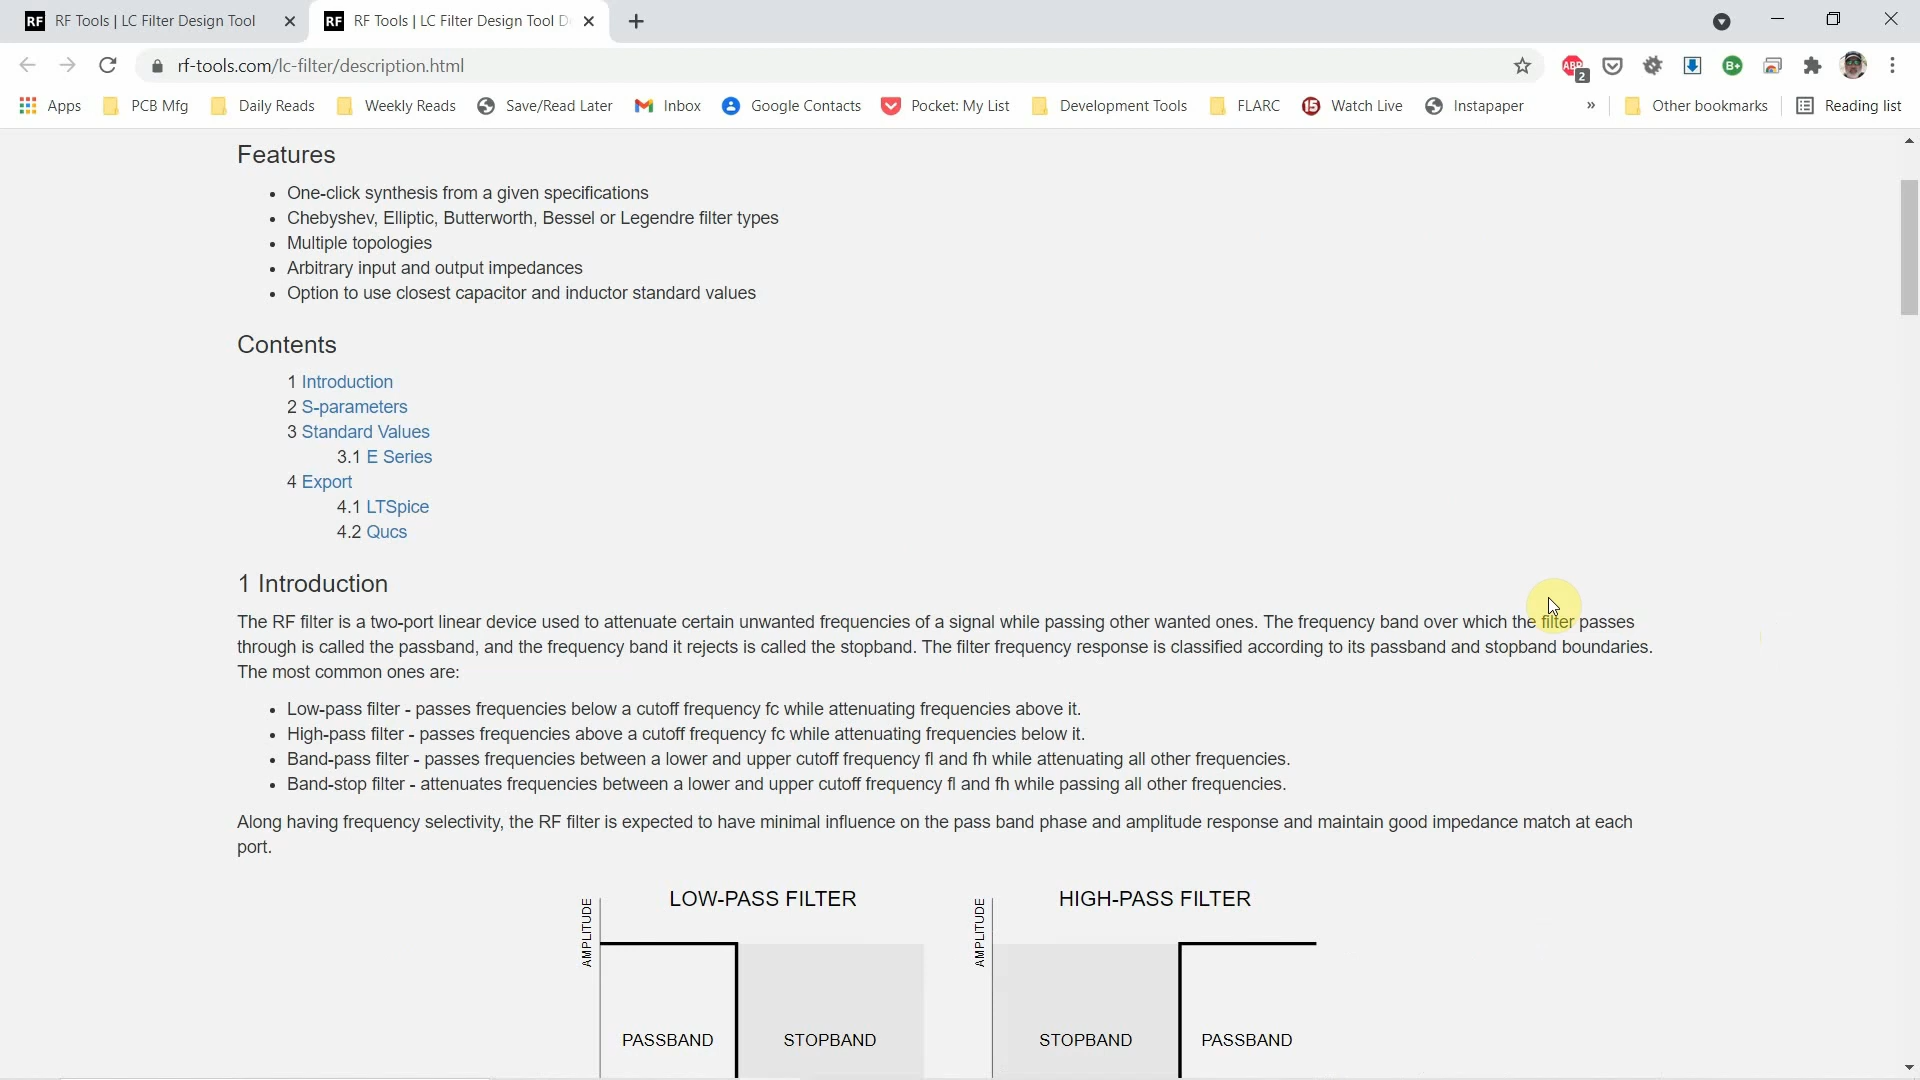 RF RF Tools | LC Filter Design Tool
RF RF Tools | LC Filter Design Tool D
rf-tools.com/lc-filter/description.html
ABP 2
B+
Apps PCB Mfg Daily Reads Weekly Reads Save/Read Later Inbox Google Contacts Pocket: My List Development Tools FLARC 15 Watch Live Instapaper » Other bookmarks Reading list
Features
• One-click synthesis from a given specifications
• Chebyshev, Elliptic, Butterworth, Bessel or Legendre filter types
• Multiple topologies
• Arbitrary input and output impedances
• Option to use closest capacitor and inductor standard values
Contents
1 Introduction
2 S-parameters
3 Standard Values
3.1 E Series
4 Export
4.1 LTSpice
4.2 Qucs
1 Introduction
The RF filter is a two-port linear device used to attenuate certain unwanted frequencies of a signal while passing other wanted ones. The frequency band over which the filter passes
through is called the passband, and the frequency band it rejects is called the stopband. The filter frequency response is classified according to its passband and stopband boundaries.
The most common ones are:
• Low-pass filter - passes frequencies below a cutoff frequency fc while attenuating frequencies above it.
• High-pass filter - passes frequencies above a cutoff frequency fc while attenuating frequencies below it.
• Band-pass filter - passes frequencies between a lower and upper cutoff frequency fl and fh while attenuating all other frequencies.
• Band-stop filter - attenuates frequencies between a lower and upper cutoff frequency fl and fh while passing all other frequencies.
Along having frequency selectivity, the RF filter is expected to have minimal influence on the pass band phase and amplitude response and maintain good impedance match at each
port.
LOW-PASS FILTER
AMPLITUDE
PASSBAND STOPBAND
HIGH-PASS FILTER
AMPLITUDE
STOPBAND PASSBAND